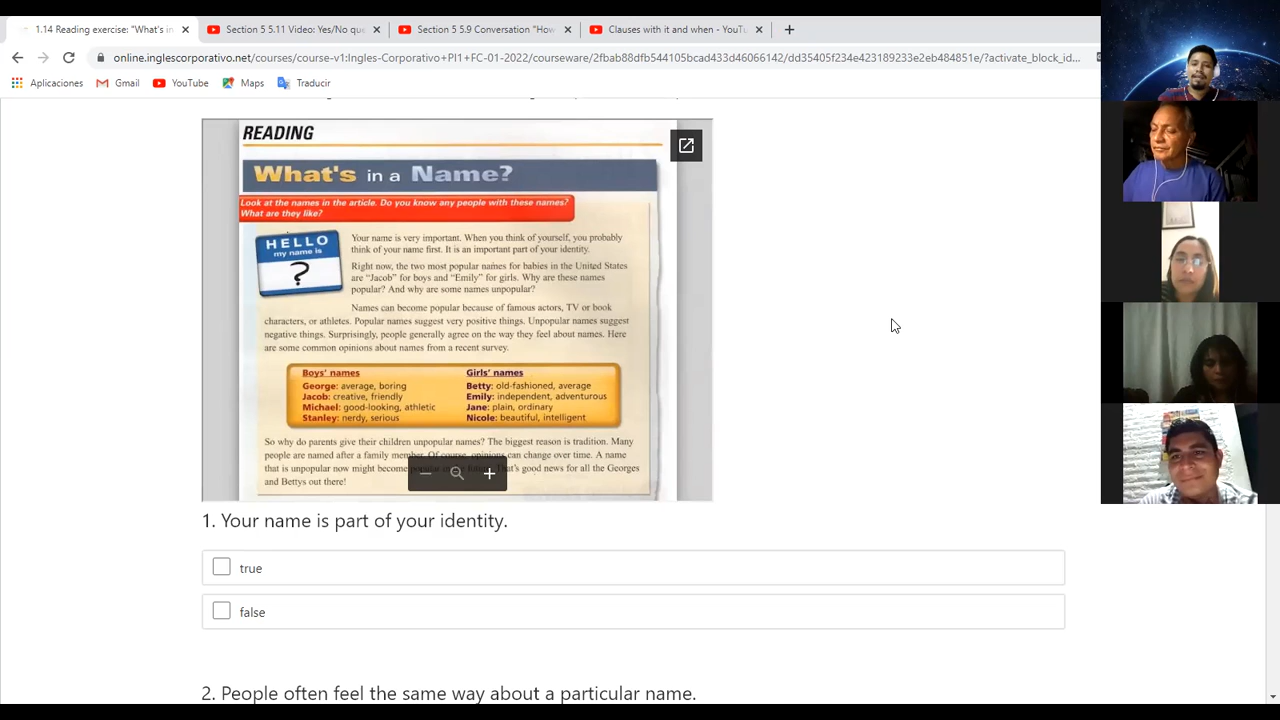 1.14 Reading exercise: "What's in
Section 5 5.11 Video: Yes/No que
Section 5 5.9 Conversation "How
Clauses with it and when - YouTu
online.inglescorporativo.net/courses/course-v1:Ingles-Corporativo+PI1+FC-01-2022/courseware/2fbab88dfb544105bcad433d46066142/dd35405f234e423189233e2eb484851e/?activate_block_id...
Aplicaciones
Gmail
YouTube
Maps
Traducir
READING
What's in a Name?
Look at the names in the article. Do you know any people with these names?
What are they like?
HELLO
my name is
?
Your name is very important. When you think of yourself, you probably
think of your name first. It is an important part of your identity.
Right now, the two most popular names for babies in the United States
are "Jacob" for boys and "Emily" for girls. Why are these names
popular? And why are some names unpopular?
Names can become popular because of famous actors, TV or book
characters, or athletes. Popular names suggest very positive things. Unpopular names suggest
negative things. Surprisingly, people generally agree on the way they feel about names. Here
are some common opinions about names from a recent survey.
Boys' names
George: average, boring
Jacob: creative, friendly
Michael: good-looking, athletic
Stanley: nerdy, serious
Girls' names
Betty: old-fashioned, average
Emily: independent, adventurous
Jane: plain, ordinary
Nicole: beautiful, intelligent
So why do parents give their children unpopular names? The biggest reason is tradition. Many
people are named after a family member. Of course, opinions can change over time. A name
that is unpopular now might become That's good news for all the Georges
and Bettys out there!
1. Your name is part of your identity.
true
false
2. People often feel the same way about a particular name.